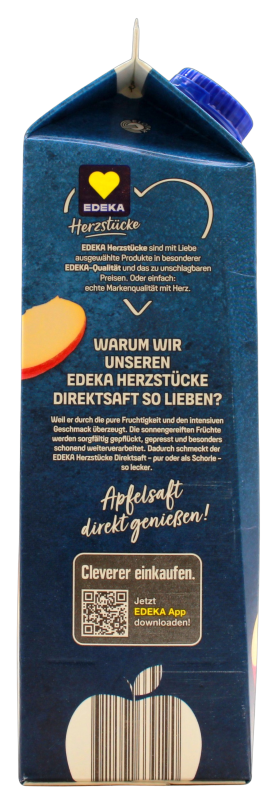 EDEKA
Herzstücke
EDEKA Herzstücke sind mit Liebe
ausgewählte Produkte in besonderer
EDEKA-Qualität und das zu unschlagbaren
Preisen. Oder einfach:
echte Markenqualität mit Herz.
WARUM WIR
UNSEREN
EDEKA HERZSTÜCKE
DIREKTSAFT SO LIEBEN?
Weil er durch die pure Fruchtigkeit und den intensiven
Geschmack überzeugt. Die sonnengereiften Früchte
werden sorgfältig gepflückt, gepresst und besonders
schonend weiterverarbeitet. Dadurch schmeckt der
EDEKA Herzstücke Direktsaft – pur oder als Schorle –
so lecker.
Apfelsaft
direkt genießen!
Cleverer einkaufen.
Jetzt
EDEKA App
downloaden!